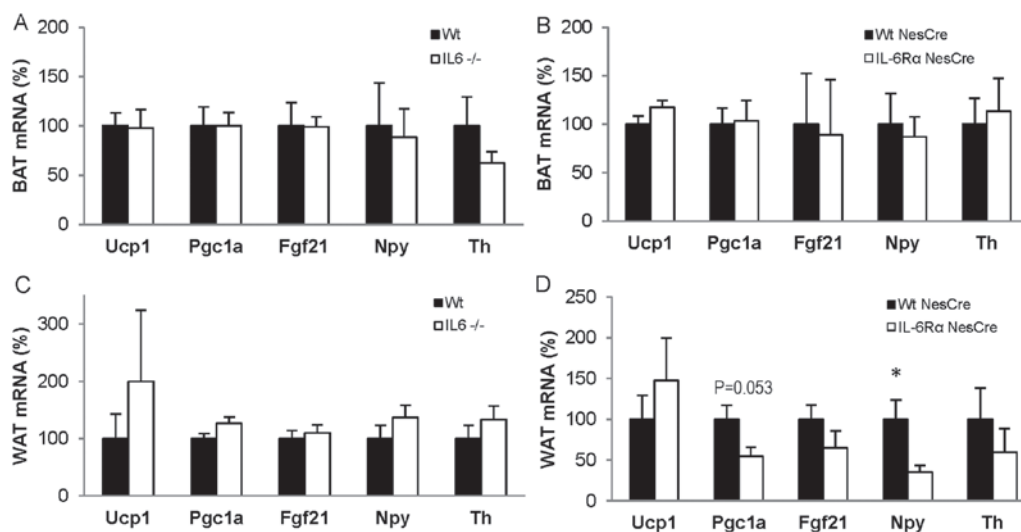 A
BAT mRNA (%)
200
150
100
50
0
Wt
IL6 -/-
Ucp1 Pgc1a Fgf21 Npy Th
B
BAT mRNA (%)
200
150
100
50
0
Wt NesCre
IL-6Rα NesCre
Ucp1 Pgc1a Fgf21 Npy Th
C
WAT mRNA (%)
300
200
100
0
Wt
IL6 -/-
Ucp1 Pgc1a Fgf21 Npy Th
D
WAT mRNA (%)
250
200
150
100
50
0
Wt NesCre
IL-6Rα NesCre
P=0.053
*
Ucp1 Pgc1a Fgf21 Npy Th